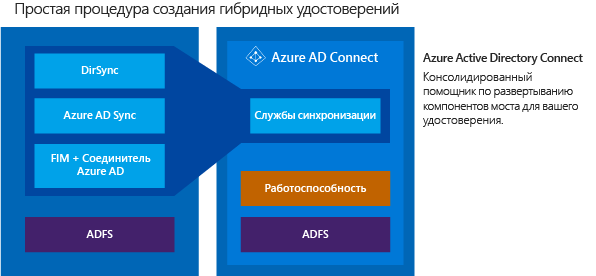 Простая процедура создания гибридных удостоверений
DirSync
Azure AD Sync
FIM + Соединитель
Azure AD
ADFS
Azure AD Connect
Службы синхронизации
Работоспособность
ADFS
Azure Active Directory Connect
Консолидированный
помощник по развертыванию
компонентов моста для вашего
удостоверения.